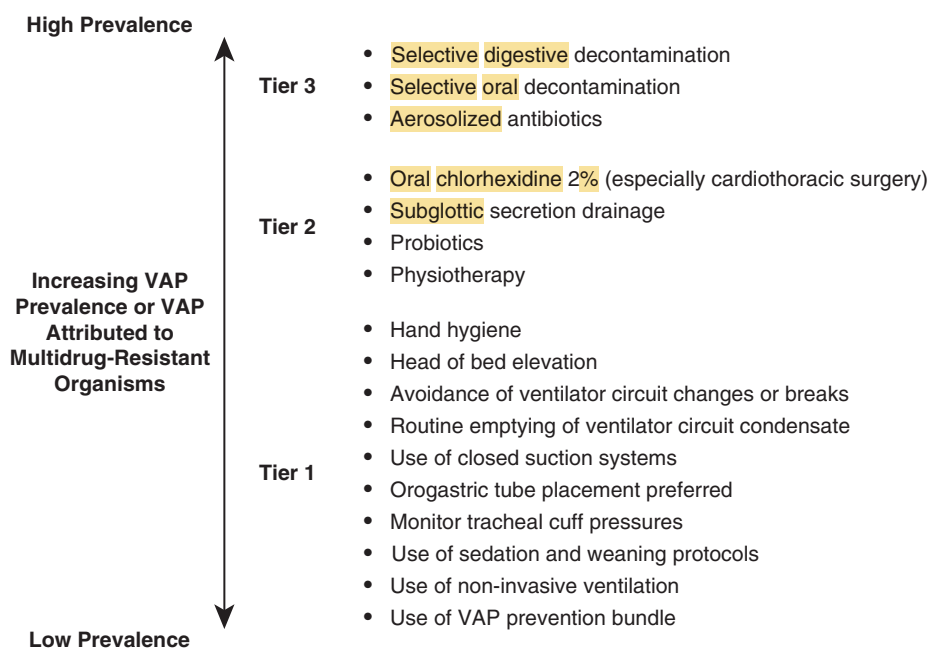 High Prevalence
Tier 3
• Selective digestive decontamination
• Selective oral decontamination
• Aerosolized antibiotics
Tier 2
• Oral chlorhexidine 2% (especially cardiothoracic surgery)
• Subglottic secretion drainage
• Probiotics
• Physiotherapy
Increasing VAP
Prevalence or VAP
Attributed to
Multidrug-Resistant
Organisms
Tier 1
• Hand hygiene
• Head of bed elevation
• Avoidance of ventilator circuit changes or breaks
• Routine emptying of ventilator circuit condensate
• Use of closed suction systems
• Orogastric tube placement preferred
• Monitor tracheal cuff pressures
• Use of sedation and weaning protocols
• Use of non-invasive ventilation
• Use of VAP prevention bundle
Low Prevalence